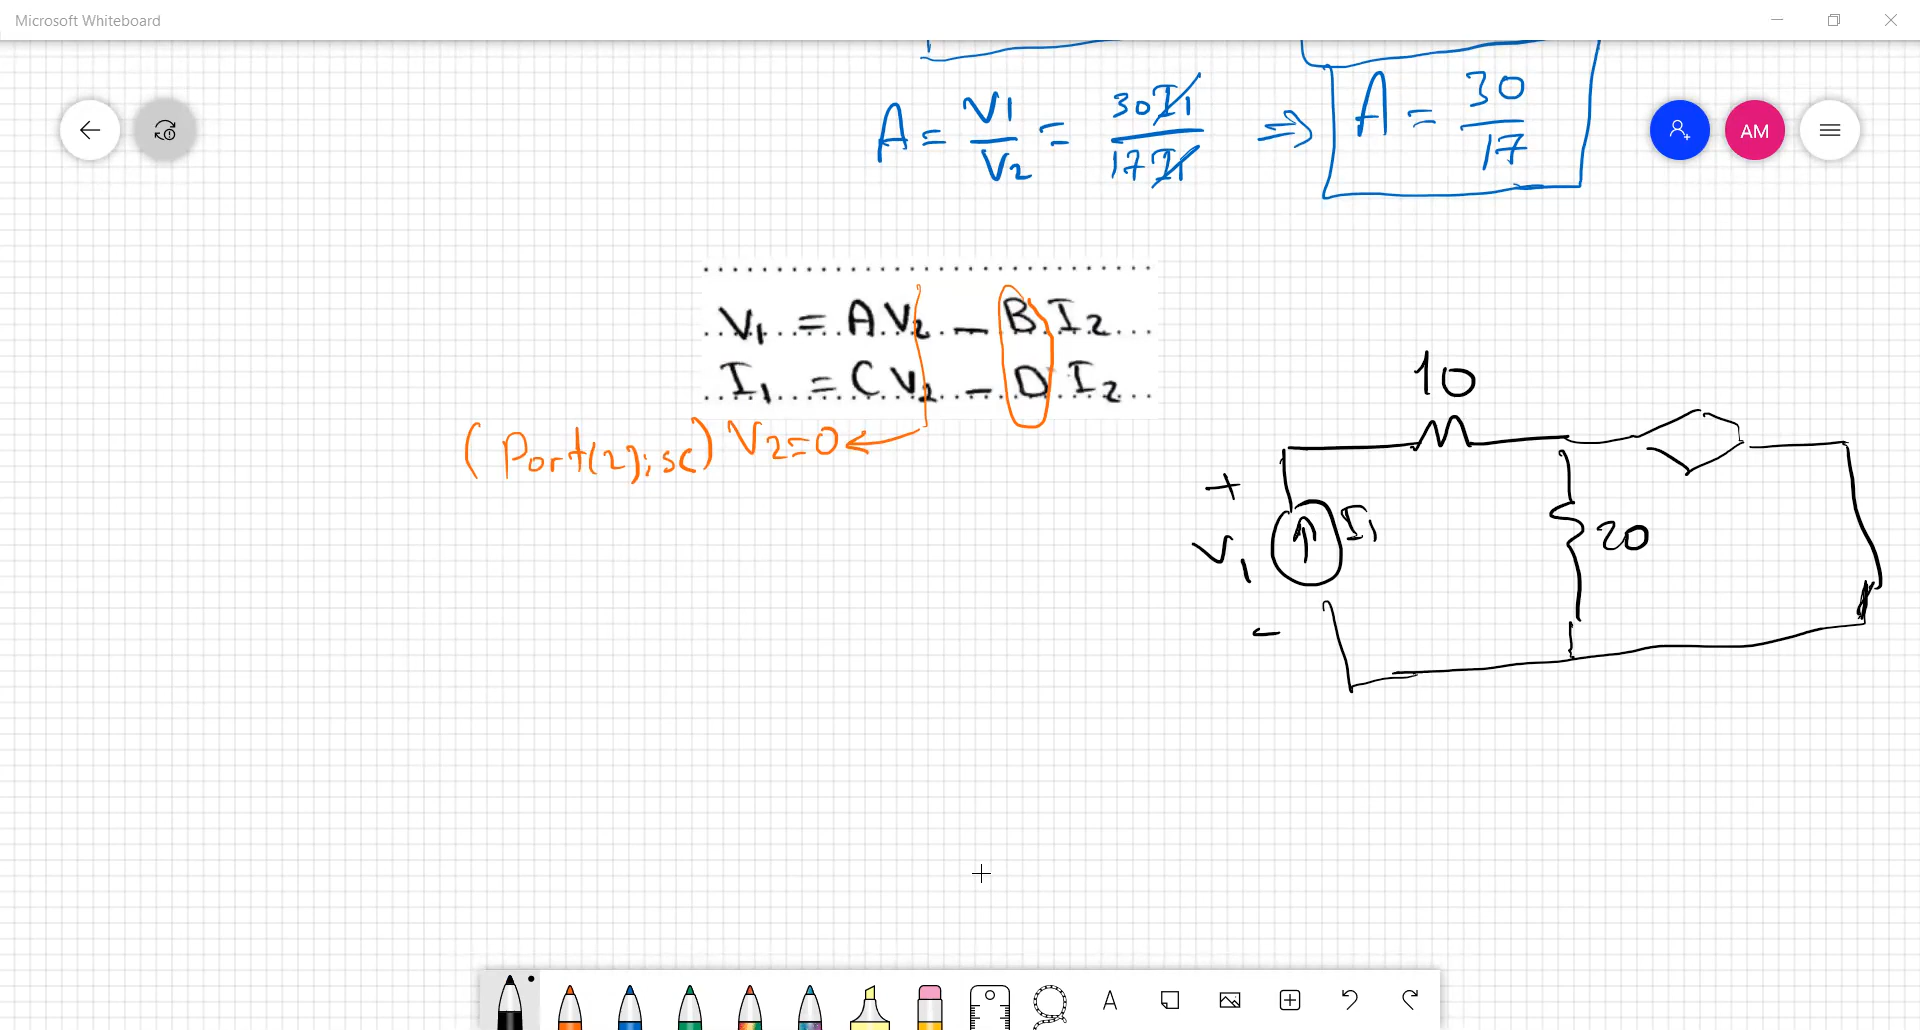 Microsoft Whiteboard
A = V1/V2 = 30I1/17I1 ⇒ A = 30/17
AM
V1 = AV2 - BI2
I1 = CV2 - DI2
(Port(2); sc) V2=0 ←
10
+
V1
I1
20
-
A